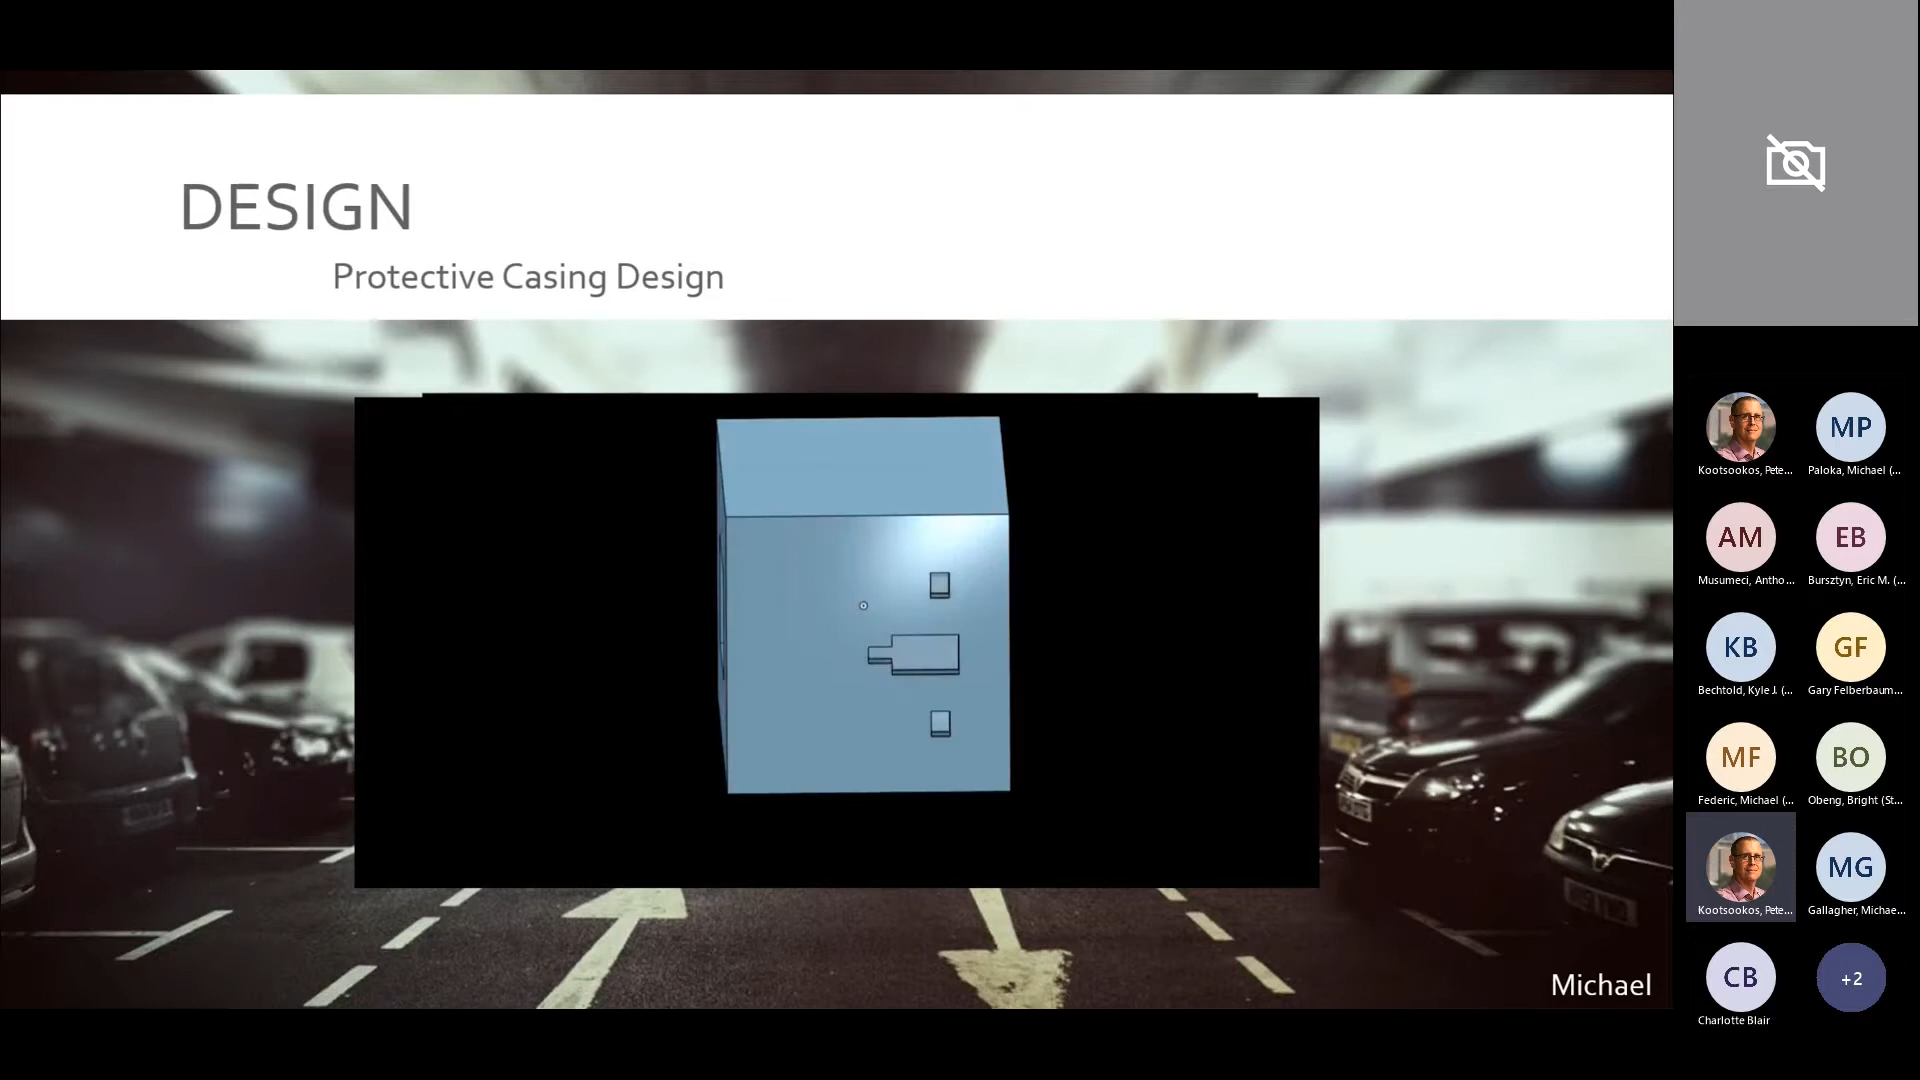 DESIGN
Protective Casing Design
Michael
Kootsookos, Pete...
MP
Paloka, Michael (...
AM
Musumeci, Antho...
EB
Bursztyn, Eric M. (...
KB
Bechtold, Kyle J. (...
GF
Gary Felberbaum...
MF
Federic, Michael (...
BO
Obeng, Bright (St...
Kootsookos, Pete...
MG
Gallagher, Michae...
CB
Charlotte Blair
+2